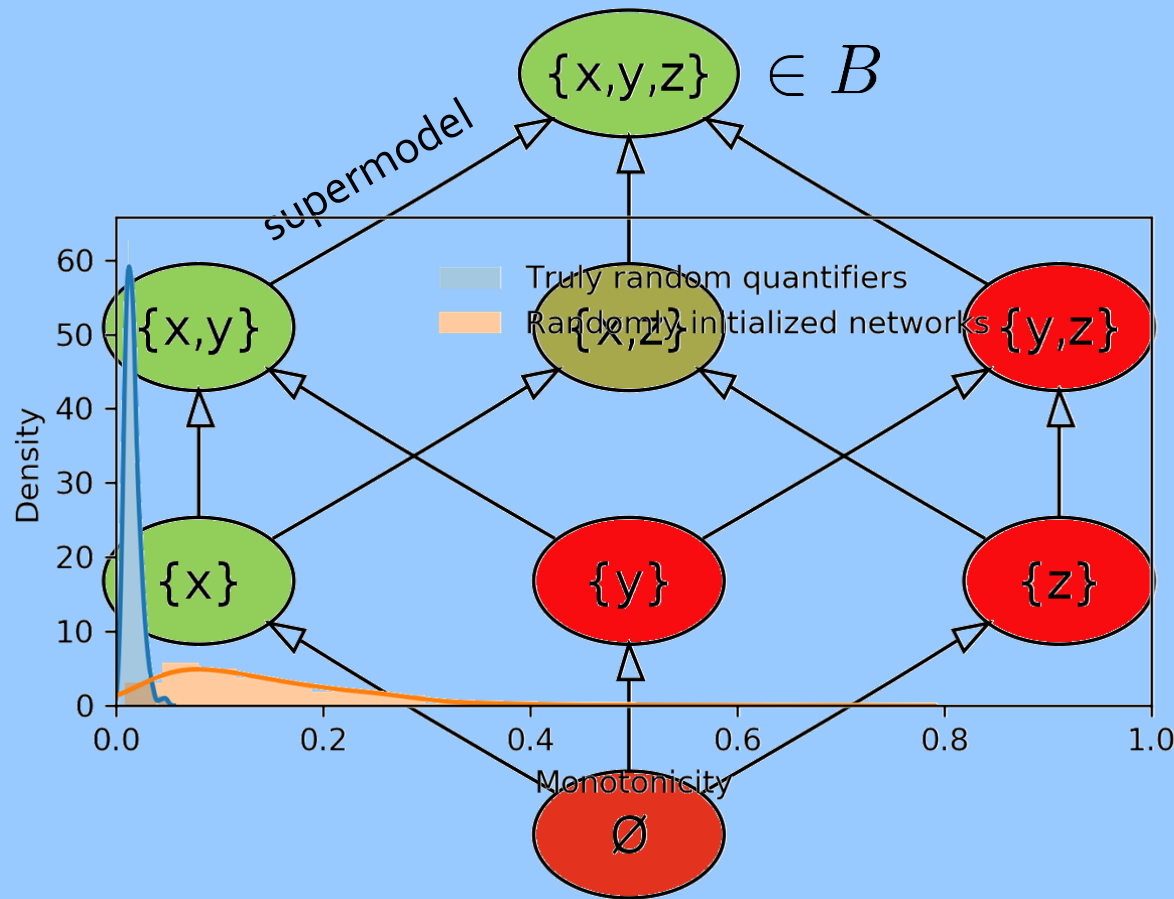 {x,y,z} ∈ B
supermodel
60
Truly random quantifiers
Randomly initialized networks
{x,y}
{x,z}
{y,z}
50
40
Density
30
20
{x}
{y}
{z}
10
0
0.0 0.2 0.4 0.6 0.8 1.0
Monotonicity
Ø